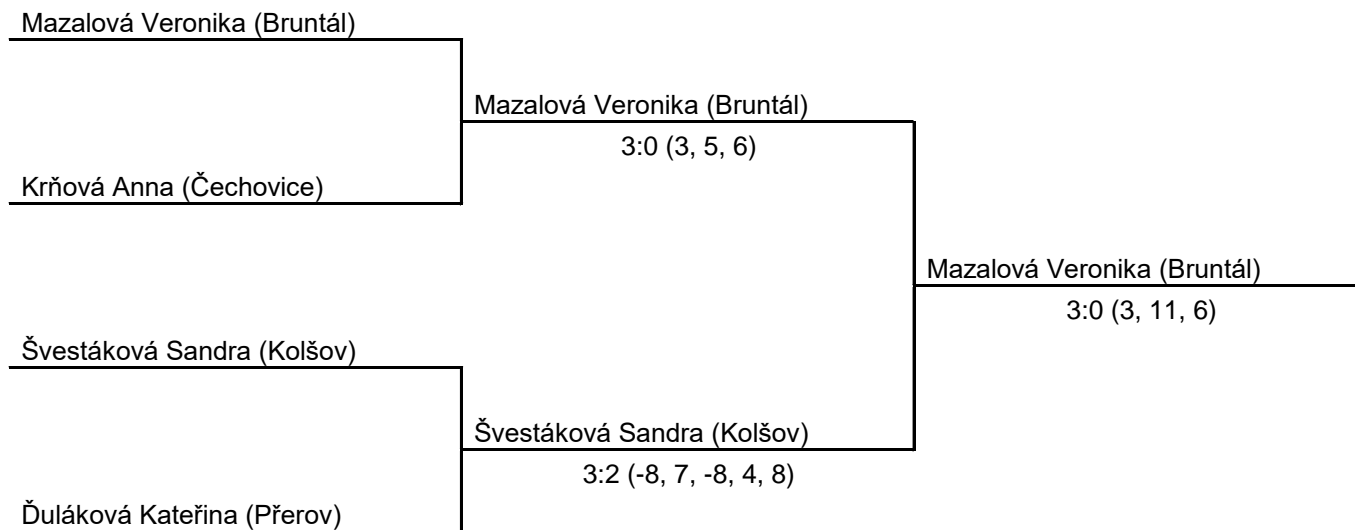 Mazalová Veronika (Bruntál)
Mazalová Veronika (Bruntál)
3:0 (3, 5, 6)
Krňová Anna (Čechovice)
Mazalová Veronika (Bruntál)
3:0 (3, 11, 6)
Švestáková Sandra (Kolšov)
Švestáková Sandra (Kolšov)
3:2 (-8, 7, -8, 4, 8)
Ďuláková Kateřina (Přerov)